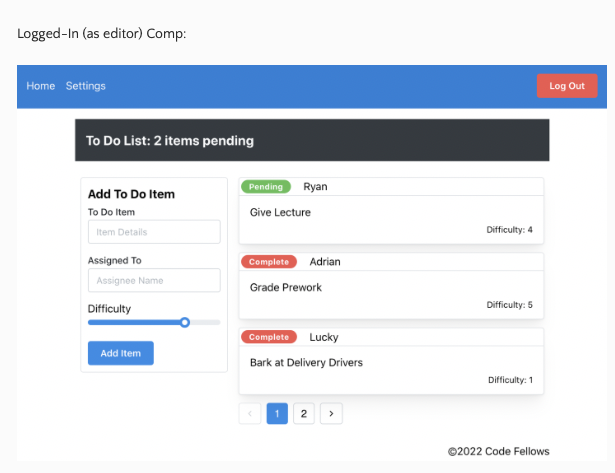 Logged-In (as editor) Comp:
Home Settings Log Out
To Do List: 2 items pending
Add To Do Item
To Do Item
Item Details
Assigned To
Assignee Name
Difficulty
Add Item
Pending Ryan
Give Lecture
Difficulty: 4
Complete Adrian
Grade Prework
Difficulty: 5
Complete Lucky
Bark at Delivery Drivers
Difficulty: 1
< 1 2 >
©2022 Code Fellows